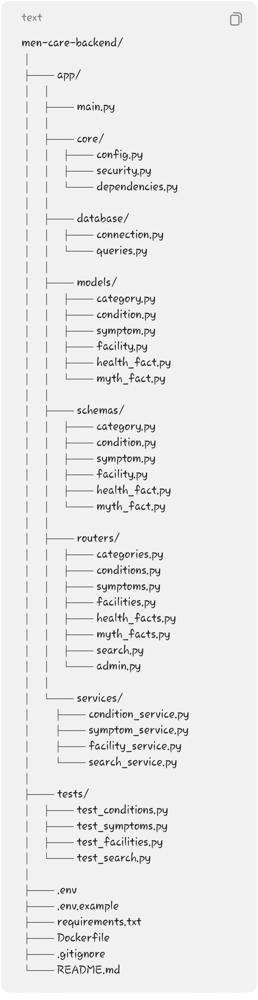 text
men-care-backend/
│
├── app/
│   │
│   ├── main.py
│   │
│   ├── core/
│   │   ├── config.py
│   │   ├── security.py
│   │   └── dependencies.py
│   │
│   ├── database/
│   │   ├── connection.py
│   │   └── queries.py
│   │
│   ├── models/
│   │   ├── category.py
│   │   ├── condition.py
│   │   ├── symptom.py
│   │   ├── facility.py
│   │   ├── health_fact.py
│   │   └── myth_fact.py
│   │
│   ├── schemas/
│   │   ├── category.py
│   │   ├── condition.py
│   │   ├── symptom.py
│   │   ├── facility.py
│   │   ├── health_fact.py
│   │   └── myth_fact.py
│   │
│   ├── routers/
│   │   ├── categories.py
│   │   ├── conditions.py
│   │   ├── symptoms.py
│   │   ├── facilities.py
│   │   ├── health_facts.py
│   │   ├── myth_facts.py
│   │   ├── search.py
│   │   └── admin.py
│   │
│   └── services/
│       ├── condition_service.py
│       ├── symptom_service.py
│       ├── facility_service.py
│       └── search_service.py
│
├── tests/
│   ├── test_conditions.py
│   ├── test_symptoms.py
│   ├── test_facilities.py
│   └── test_search.py
│
├── .env
├── .env.example
├── requirements.txt
├── Dockerfile
├── .gitignore
└── README.md